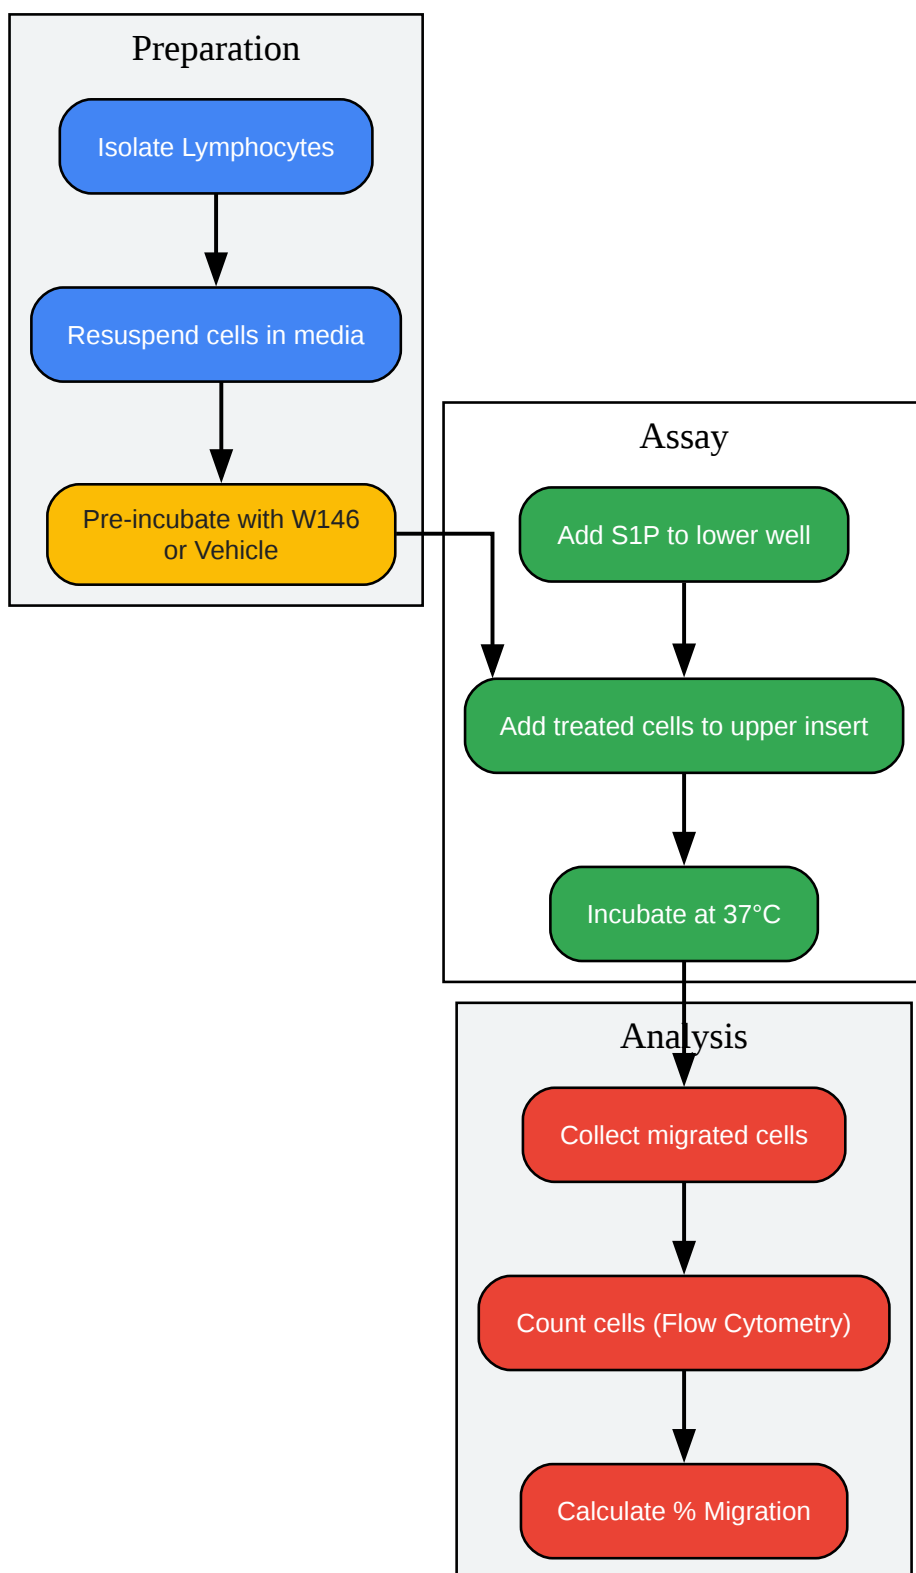 Preparation
Isolate Lymphocytes
Resuspend cells in media
Pre-incubate with W146
or Vehicle
Assay
Add S1P to lower well
Add treated cells to upper insert
Incubate at 37°C
Analysis
Collect migrated cells
Count cells (Flow Cytometry)
Calculate % Migration